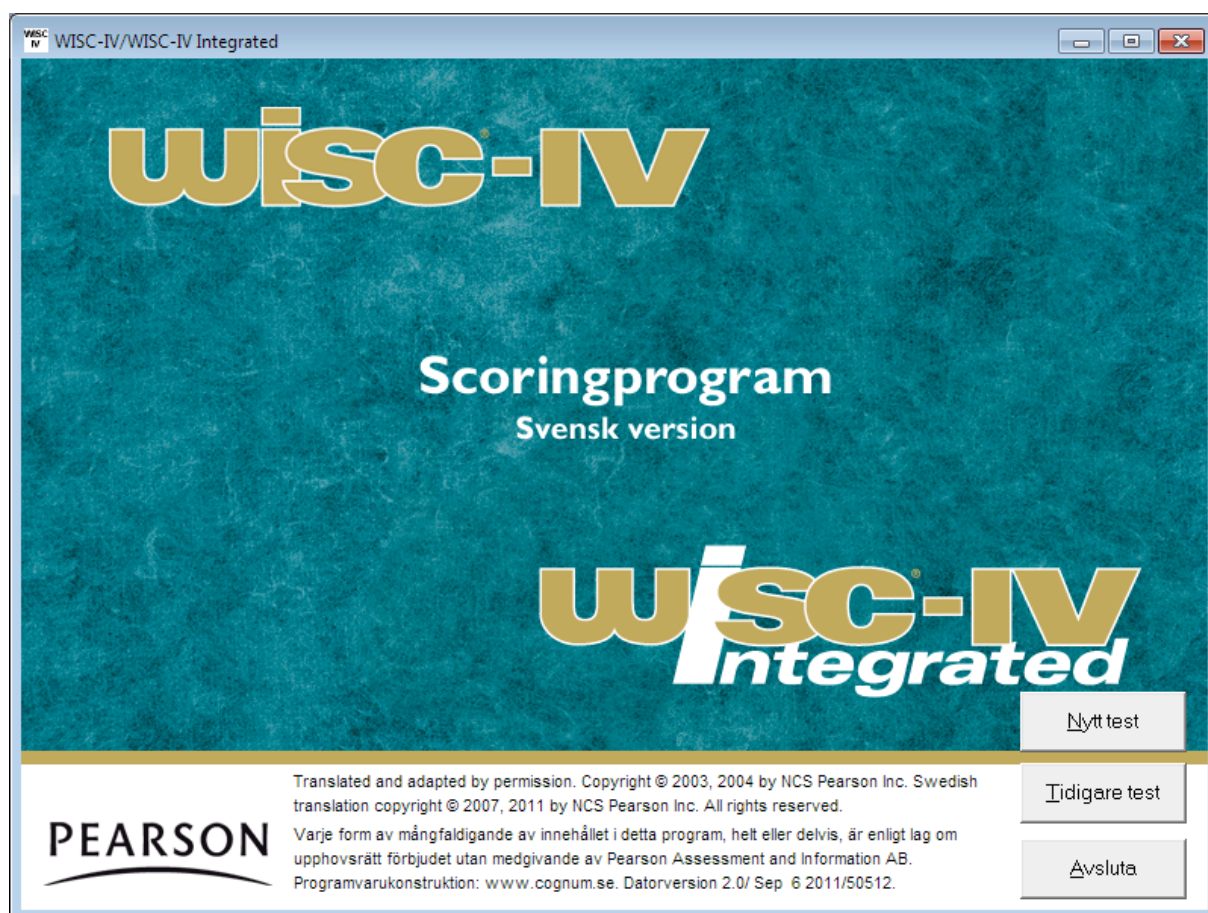 WISC IV WISC-IV/WISC-IV Integrated
WISC-IV®
Scoringprogram
Svensk version
WISC-IV®
Integrated
Nytt test
Translated and adapted by permission. Copyright © 2003, 2004 by NCS Pearson Inc. Swedish
translation copyright © 2007, 2011 by NCS Pearson Inc. All rights reserved.
Tidigare test
PEARSON
Varje form av mångfaldigande av innehållet i detta program, helt eller delvis, är enligt lag om
upphovsrätt förbjudet utan medgivande av Pearson Assessment and Information AB.
Programvarukonstruktion: www.cognum.se. Datorversion 2.0/ Sep  6 2011/50512.
Avsluta